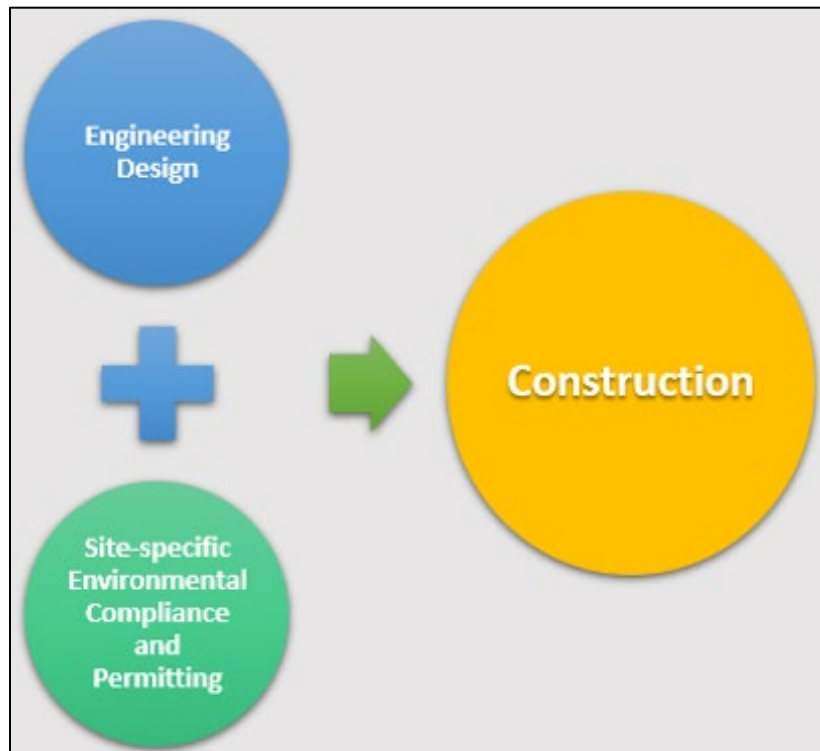 Engineering
Design
Site-specific
Environmental
Compliance
and
Permitting
Construction